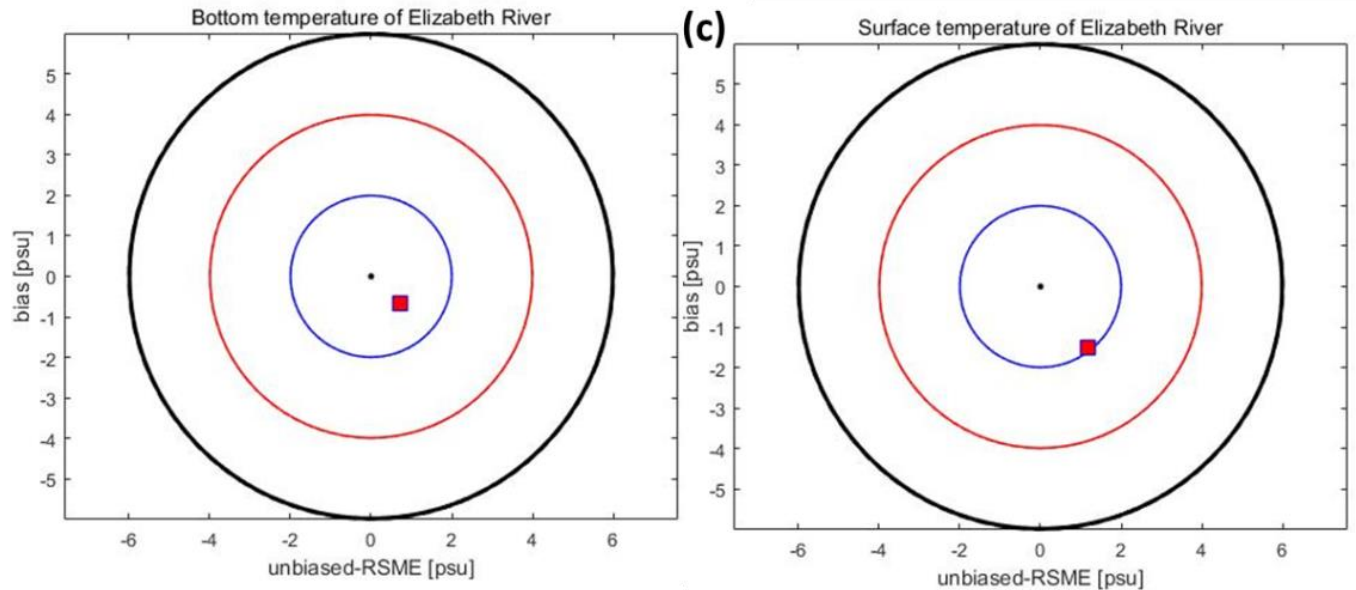 Bottom temperature of Elizabeth River
5
4
3
2
1
0
-1
-2
-3
-4
-5
bias [psu]
-6 -4 -2 0 2 4 6
unbiased-RSME [psu]
(c)
Surface temperature of Elizabeth River
5
4
3
2
1
0
-1
-2
-3
-4
-5
bias [psu]
-6 -4 -2 0 2 4 6
unbiased-RSME [psu]